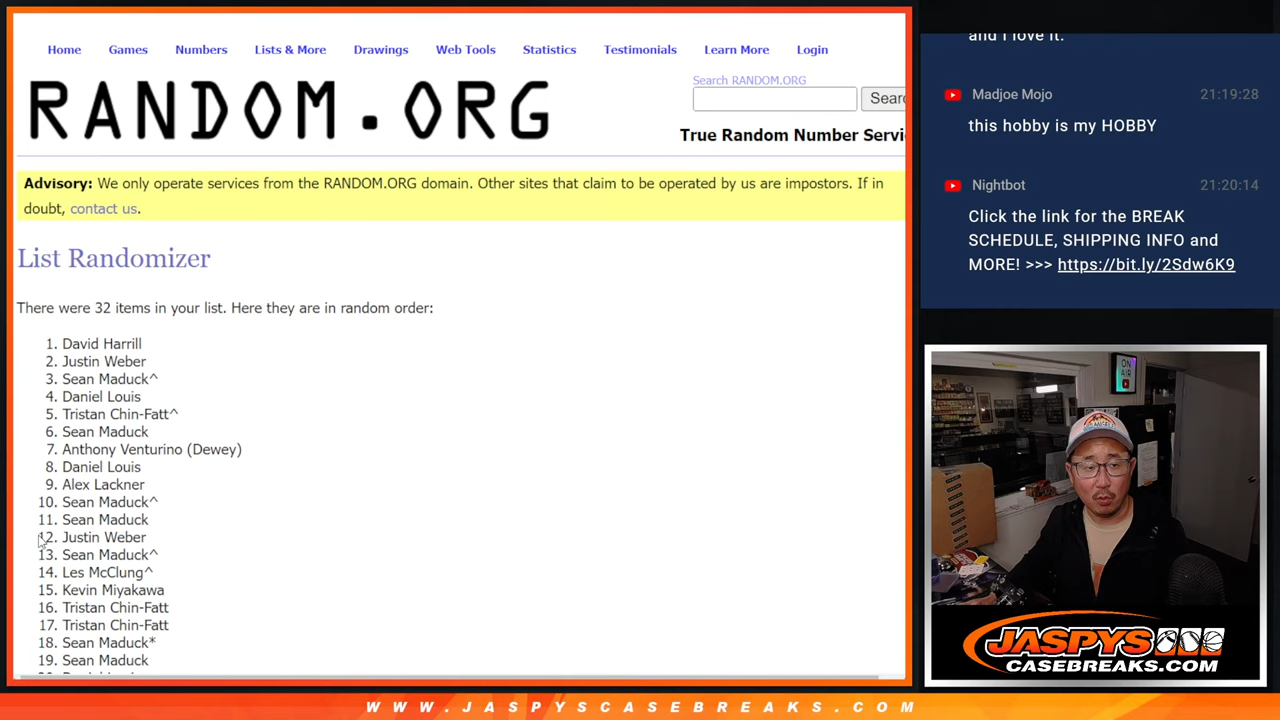 Home Games Numbers Lists & More Drawings Web Tools Statistics Testimonials Learn More Login
RANDOM.ORG
Search RANDOM.ORG
True Random Number Servi
Advisory: We only operate services from the RANDOM.ORG domain. Other sites that claim to be operated by us are impostors. If in
doubt, contact us.
List Randomizer
There were 32 items in your list. Here they are in random order:
1. David Harrill
2. Justin Weber
3. Sean Maduck^
4. Daniel Louis
5. Tristan Chin-Fatt^
6. Sean Maduck
7. Anthony Venturino (Dewey)
8. Daniel Louis
9. Alex Lackner
10. Sean Maduck^
11. Sean Maduck
12. Justin Weber
13. Sean Maduck^
14. Les McClung^
15. Kevin Miyakawa
16. Tristan Chin-Fatt
17. Tristan Chin-Fatt
18. Sean Maduck*
19. Sean Maduck
and I love it.
Madjoe Mojo 21:19:28
this hobby is my HOBBY
Nightbot 21:20:14
Click the link for the BREAK
SCHEDULE, SHIPPING INFO and
MORE! >>> https://bit.ly/2Sdw6K9
ON
AIR
JASPYS
CASEBREAKS.COM
WWW.JASPYSCASEBREAKS.COM